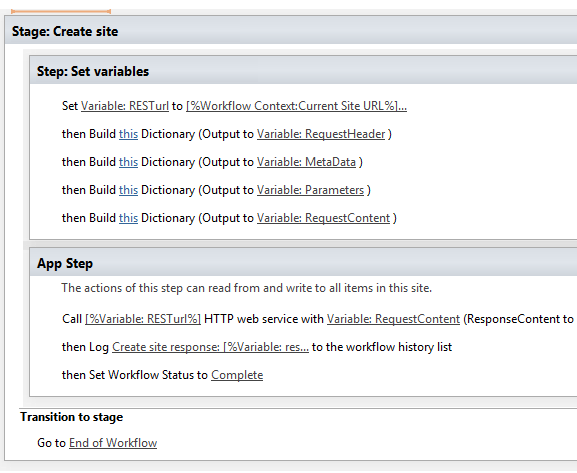 Stage: Create site
Step: Set variables
Set Variable: RESTurl to [%Workflow Context:Current Site URL%]...
then Build this Dictionary (Output to Variable: RequestHeader )
then Build this Dictionary (Output to Variable: MetaData )
then Build this Dictionary (Output to Variable: Parameters )
then Build this Dictionary (Output to Variable: RequestContent )
App Step
The actions of this step can read from and write to all items in this site.
Call [%Variable: RESTurl%] HTTP web service with Variable: RequestContent (ResponseContent to
then Log Create site response: [%Variable: res... to the workflow history list
then Set Workflow Status to Complete
Transition to stage
Go to End of Workflow